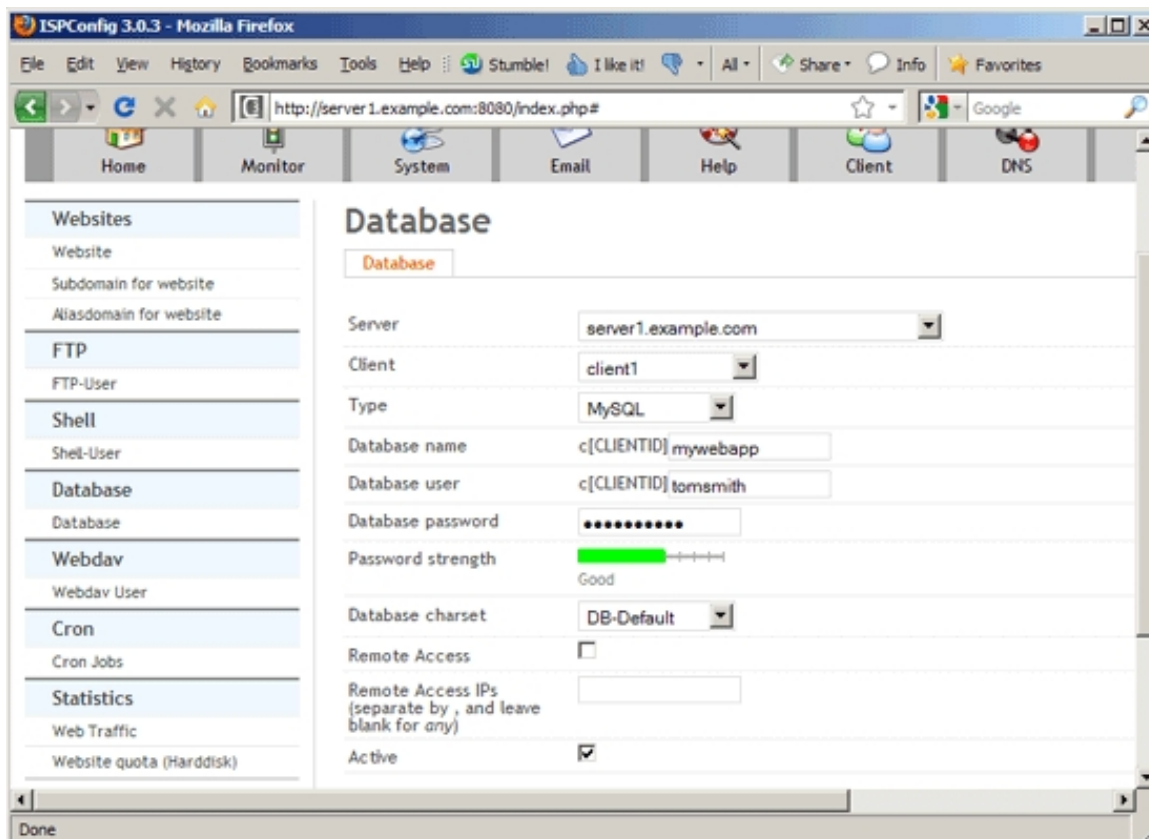 ISPConfig 3.0.3 - Mozilla Firefox
File Edit View History Bookmarks Tools Help Stumble! I like it! All Share Info Favorites
http://server1.example.com:8080/index.php# Google
Home Monitor System Email Help Client DNS
Websites
Website
Subdomain for website
Aliasdomain for website
FTP
FTP-User
Shell
Shell-User
Database
Database
Webdav
Webdav User
Cron
Cron Jobs
Statistics
Web Traffic
Website quota (Harddisk)
Database
Database
Server server1.example.com
Client client1
Type MySQL
Database name c[CLIENTID] mywebapp
Database user c[CLIENTID] tomsmith
Database password ••••••••••
Password strength
Good
Database charset DB-Default
Remote Access
Remote Access IPs
(separate by , and leave
blank for any)
Active
Done